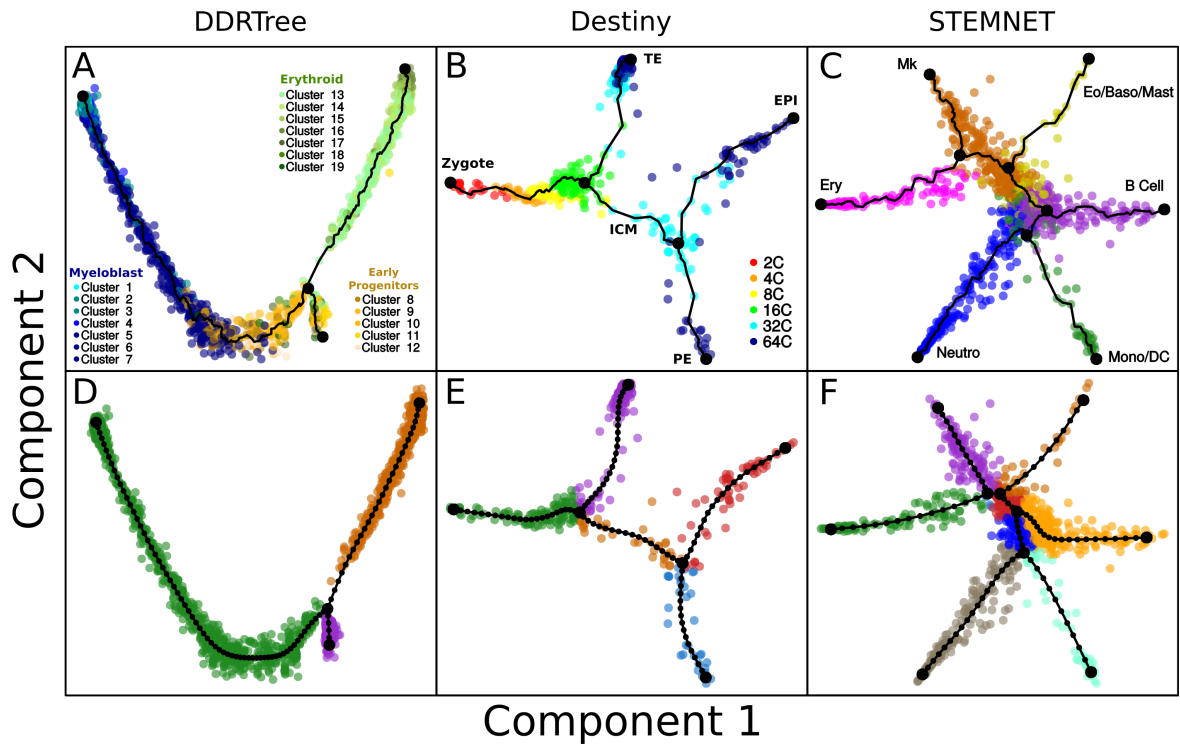 DDRTree
Destiny
STEMNET
Component 2
A
Erythroid
Cluster 13
Cluster 14
Cluster 15
Cluster 16
Cluster 17
Cluster 18
Cluster 19
Myeloblast
Cluster 1
Cluster 2
Cluster 3
Cluster 4
Cluster 5
Cluster 6
Cluster 7
Early
Progenitors
Cluster 8
Cluster 9
Cluster 10
Cluster 11
Cluster 12
B
TE
EPI
Zygote
ICM
PE
2C
4C
8C
16C
32C
64C
C
Mk
Eo/Baso/Mast
Ery
B Cell
Neutro
Mono/DC
D
E
F
Component 1